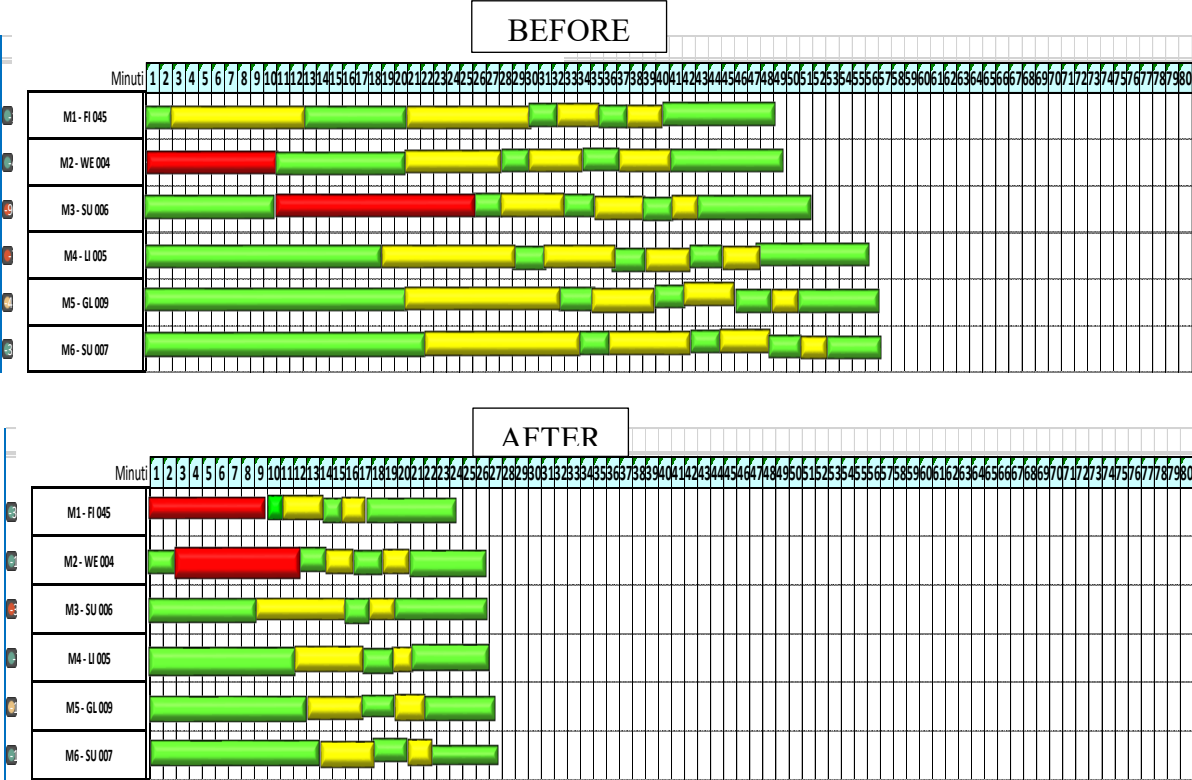 BEFORE
Minuti 1 2 3 4 5 6 7 8 9 10 11 12 13 14 15 16 17 18 19 20 21 22 23 24 25 26 27 28 29 30 31 32 33 34 35 36 37 38 39 40 41 42 43 44 45 46 47 48 49 50 51 52 53 54 55 56 57 58 59 60 61 62 63 64 65 66 67 68 69 70 71 72 73 74 75 76 77 78 79 80
M1 - FI 045
M2 - WE 004
M3 - SU 006
M4 - LI 005
M5 - GL 009
M6 - SU 007
AFTER
Minuti 1 2 3 4 5 6 7 8 9 10 11 12 13 14 15 16 17 18 19 20 21 22 23 24 25 26 27 28 29 30 31 32 33 34 35 36 37 38 39 40 41 42 43 44 45 46 47 48 49 50 51 52 53 54 55 56 57 58 59 60 61 62 63 64 65 66 67 68 69 70 71 72 73 74 75 76 77 78 79 80
M1 - FI 045
M2 - WE 004
M3 - SU 006
M4 - LI 005
M5 - GL 009
M6 - SU 007